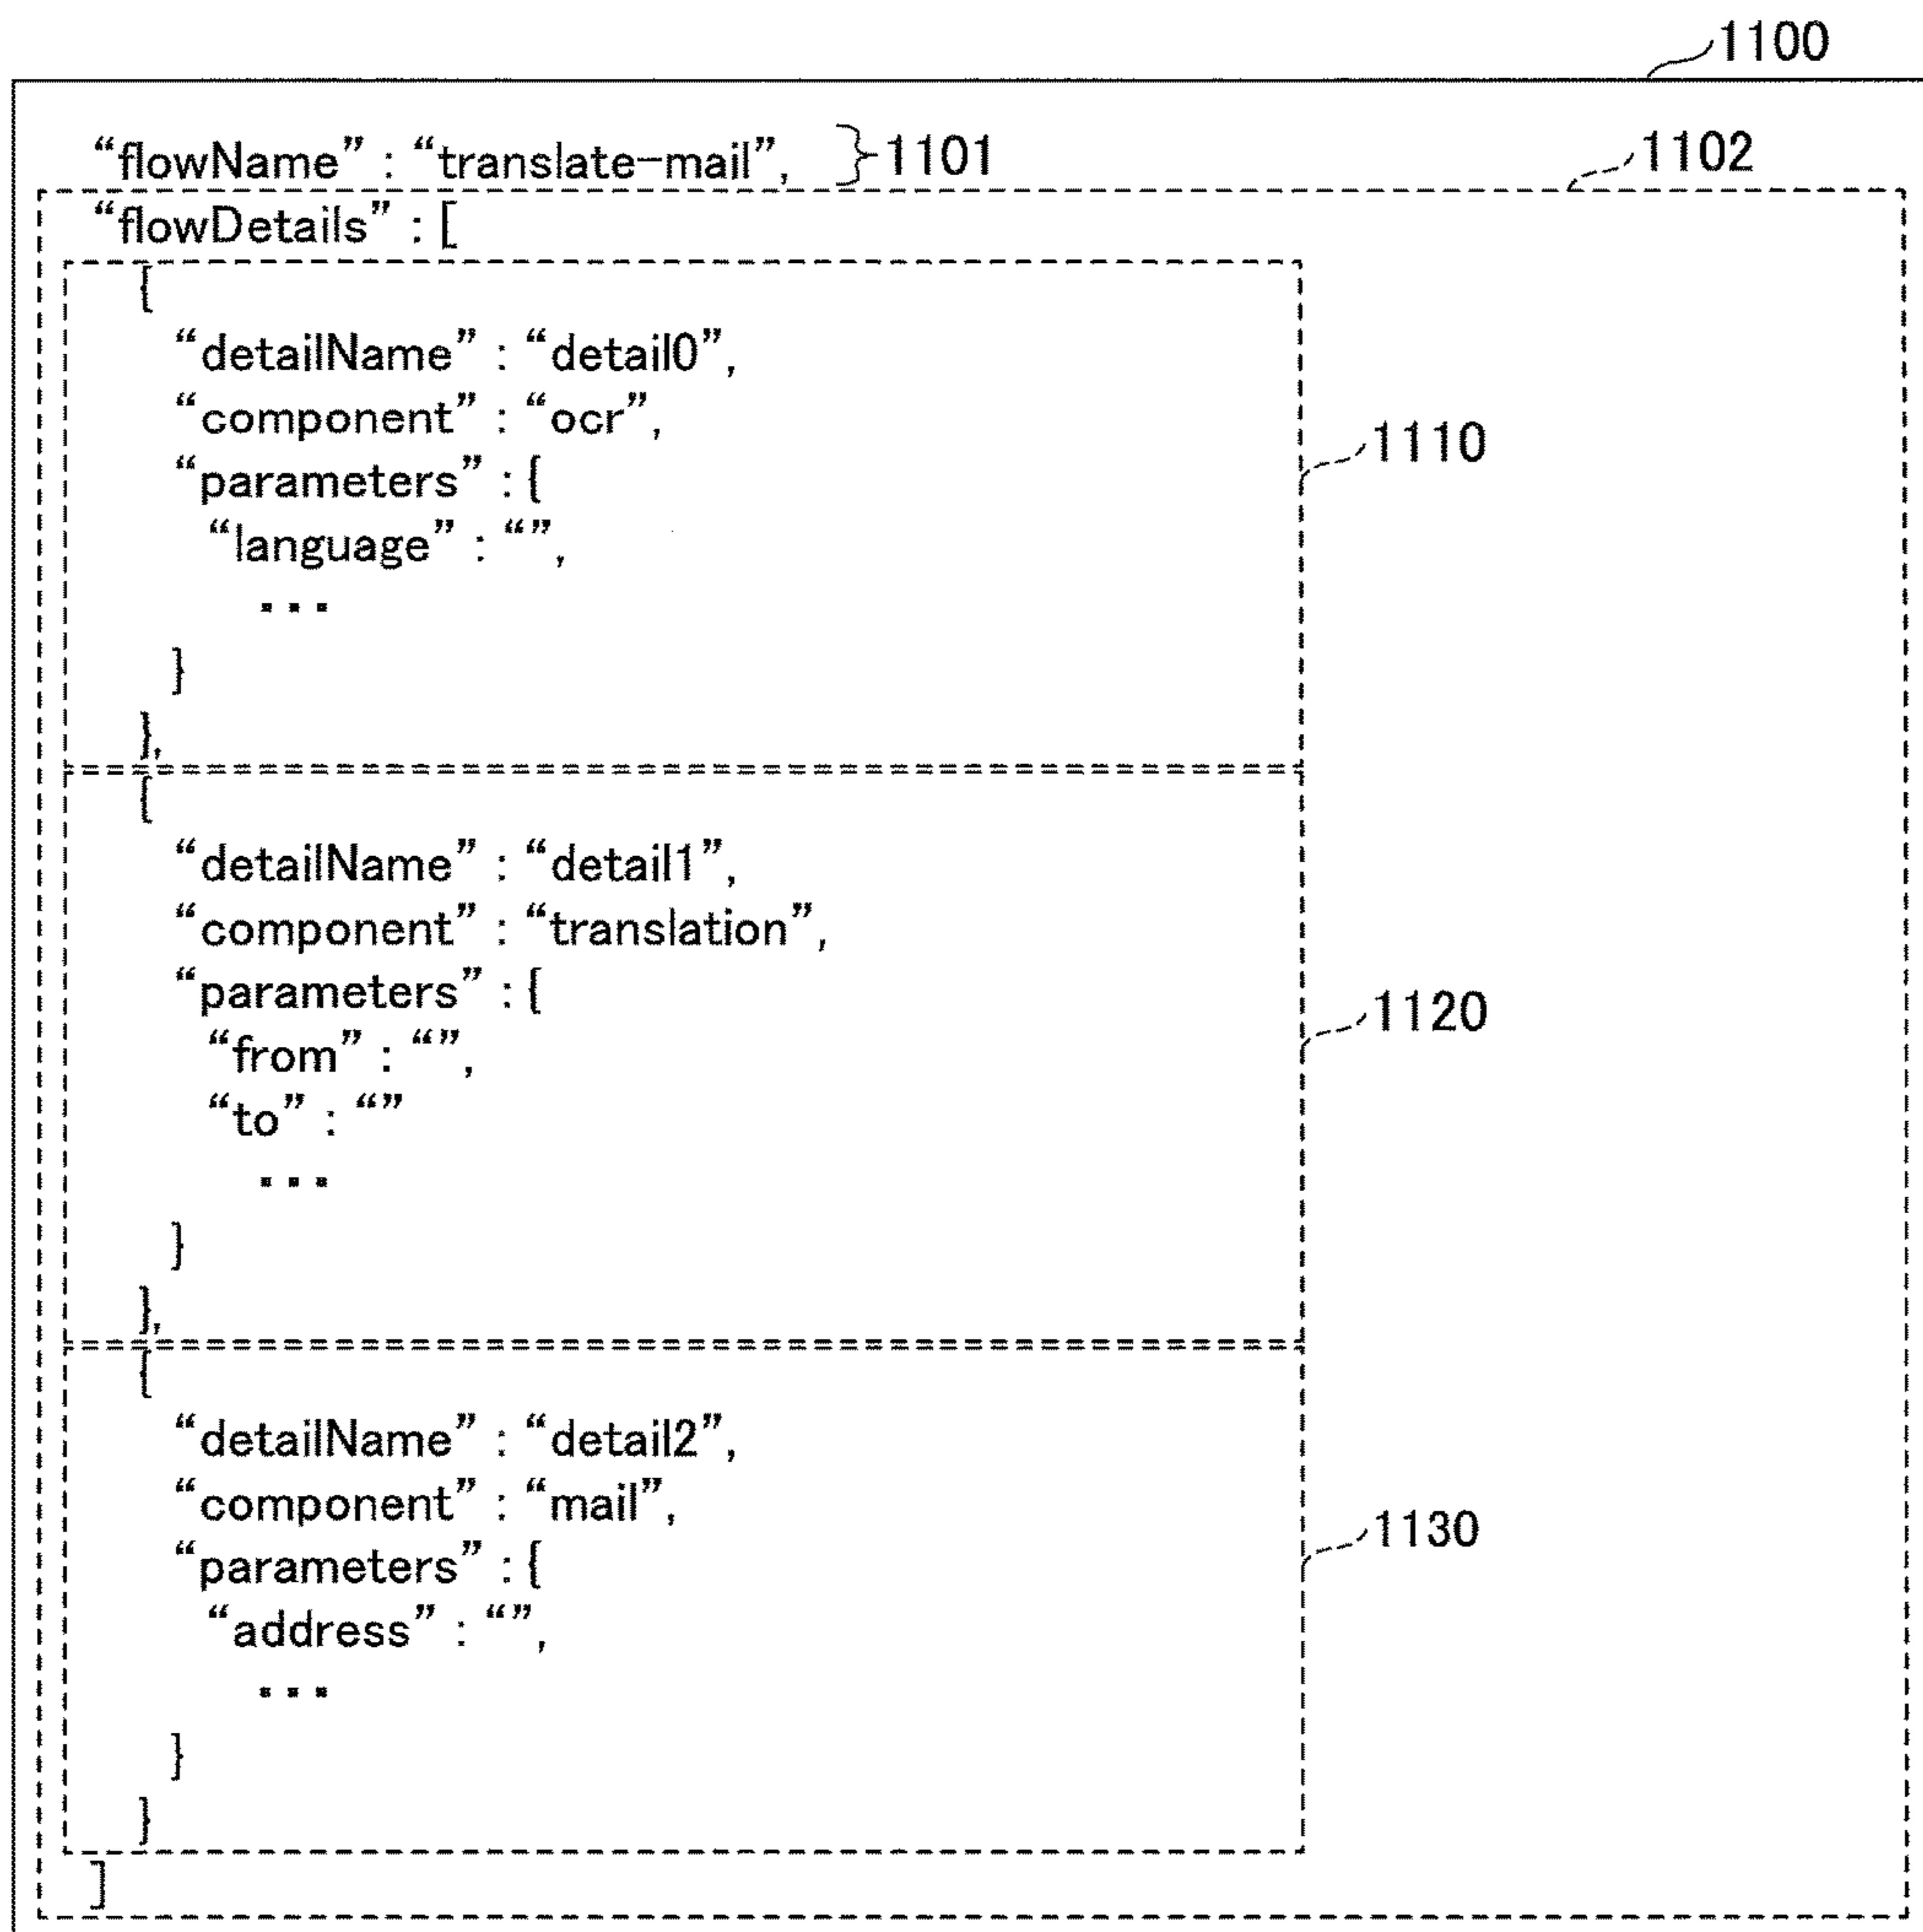 1100
“flowName” : “translate-mail”, 1101
1102
“flowDetails” : [
{
“detailName” : “detail0”,
“component” : “ocr”,
1110
“parameters” : {
“language” : “”,
...
}
},
{
“detailName” : “detail1”,
“component” : “translation”,
“parameters” : {
1120
“from” : “”,
“to” : “”
...
}
},
{
“detailName” : “detail2”,
“component” : “mail”,
1130
“parameters” : {
“address” : “”,
...
}
}
]